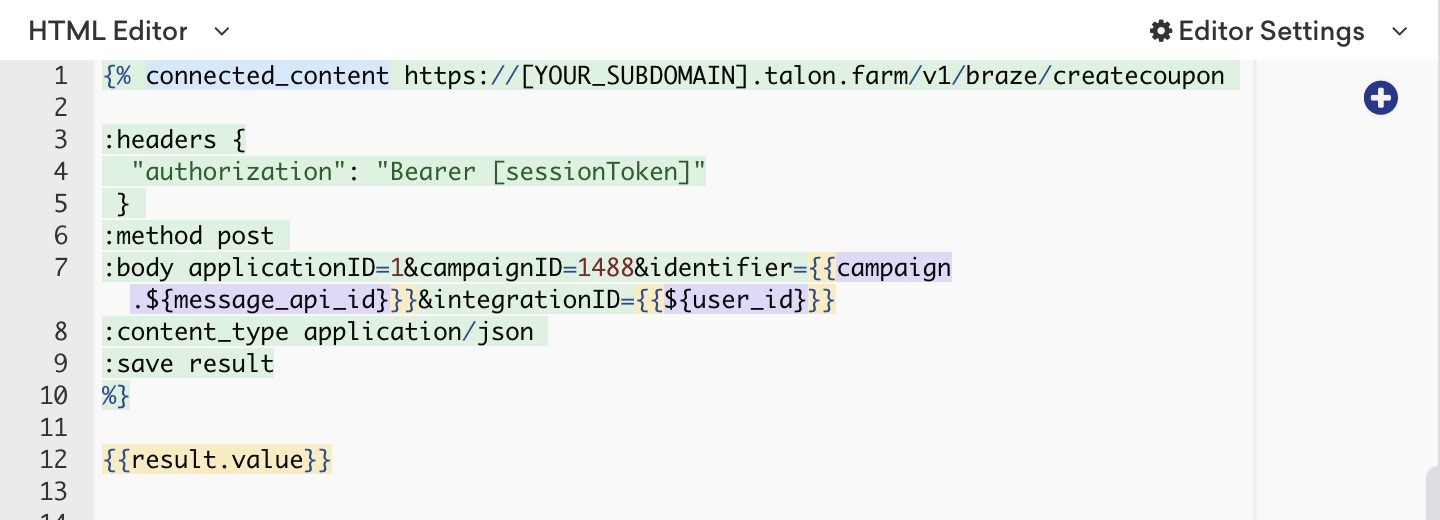 HTML Editor
Editor Settings
1 {% connected_content https://[YOUR_SUBDOMAIN].talon.farm/v1/braze/createcoupon
2
3 :headers {
4 "authorization": "Bearer [sessionToken]"
5 }
6 :method post
7 :body applicationID=1&campaignID=1488&identifier={{campaign
.${message_api_id}}}&integrationID={{${user_id}}}
8 :content_type application/json
9 :save result
10 %}
11
12 {{result.value}}
13
14